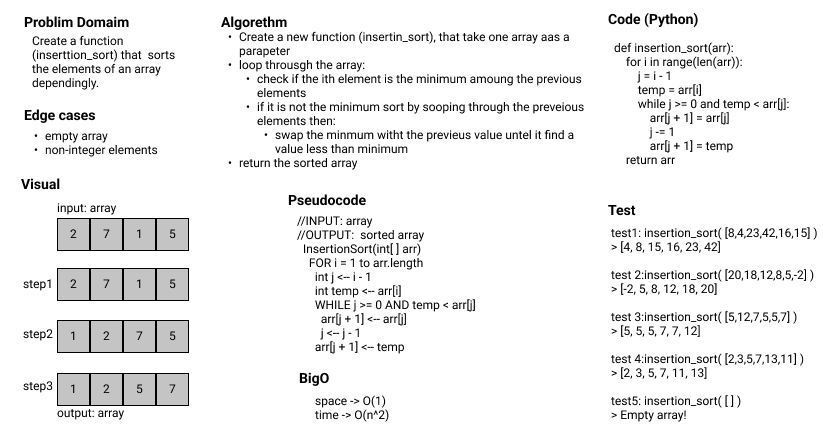 Problim Domaim
Create a function
(inserttion_sort) that  sorts
the elements of an array
dependingly.
Edge cases
• empty array
• non-integer elements
Visual
input: array
2 7 1 5
step1 2 7 1 5
step2 1 2 7 5
step3 1 2 5 7
output: array
Algorethm
• Create a new function (insertin_sort), that take one array aas a
parapeter
• loop throusgh the array:
• check if the ith element is the minimum amoung the previous
elements
• if it is not the minimum sort by sooping through the preveious
elements then:
• swap the minmum witht the previeus value untel it find a
value less than minimum
• return the sorted array
Pseudocode
//INPUT: array
//OUTPUT:  sorted array
InsertionSort(int[ ] arr)
FOR i = 1 to arr.length
int j <-- i - 1
int temp <-- arr[i]
WHILE j >= 0 AND temp < arr[j]
arr[j + 1] <-- arr[j]
j <-- j - 1
arr[j + 1] <-- temp
BigO
space -> O(1)
time -> O(n^2)
Code (Python)
def insertion_sort(arr):
for i in range(len(arr)):
j = i - 1
temp = arr[i]
while j >= 0 and temp < arr[j]:
arr[j + 1] = arr[j]
j -= 1
arr[j + 1] = temp
return arr
Test
test1: insertion_sort( [8,4,23,42,16,15] )
> [4, 8, 15, 16, 23, 42]
test 2:insertion_sort( [20,18,12,8,5,-2] )
> [-2, 5, 8, 12, 18, 20]
test 3:insertion_sort( [5,12,7,5,5,7] )
> [5, 5, 5, 7, 7, 12]
test 4:insertion_sort( [2,3,5,7,13,11] )
> [2, 3, 5, 7, 11, 13]
test5: insertion_sort( [ ] )
> Empty array!